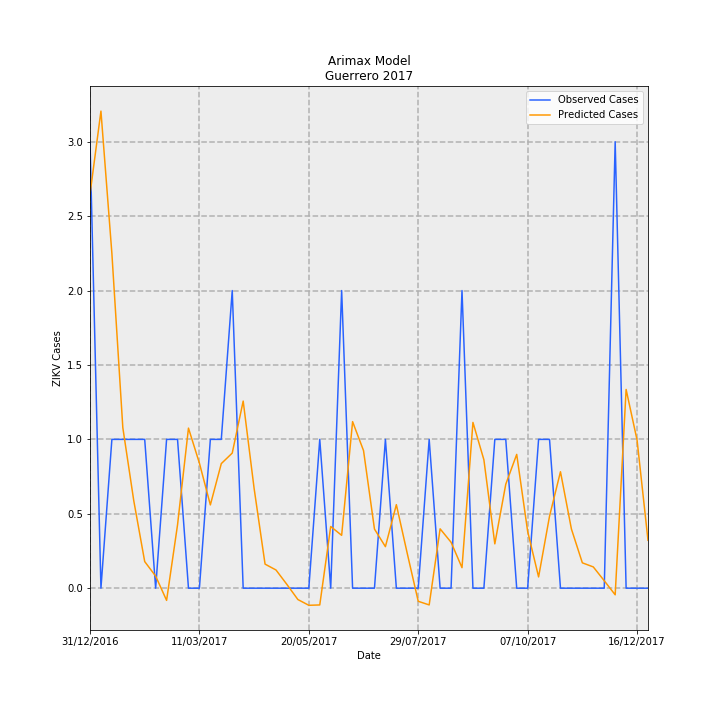 Arimax Model
Guerrero 2017
Observed Cases
Predicted Cases
3.0
2.5
2.0
1.5
1.0
0.5
0.0
ZIKV Cases
31/12/2016 11/03/2017 20/05/2017 29/07/2017 07/10/2017 16/12/2017
Date